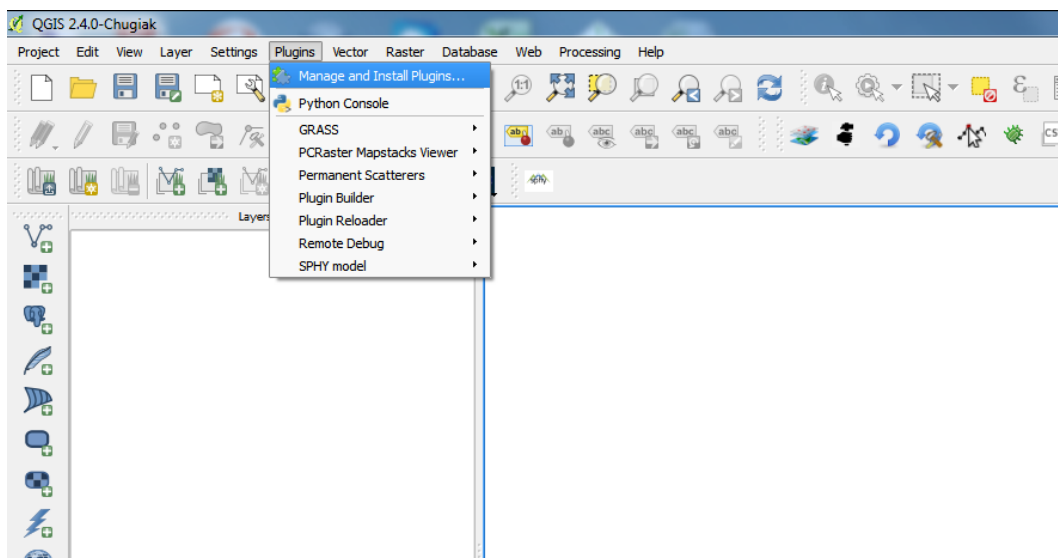 QGIS 2.4.0-Chugiak
Project Edit View Layer Settings Plugins Vector Raster Database Web Processing Help
Manage and Install Plugins...
Python Console
GRASS
PCRaster Mapstacks Viewer
Permanent Scatterers
Plugin Builder
Plugin Reloader
Remote Debug
SPHY model
1:1
ab abc abc abc abc
CS
Layers